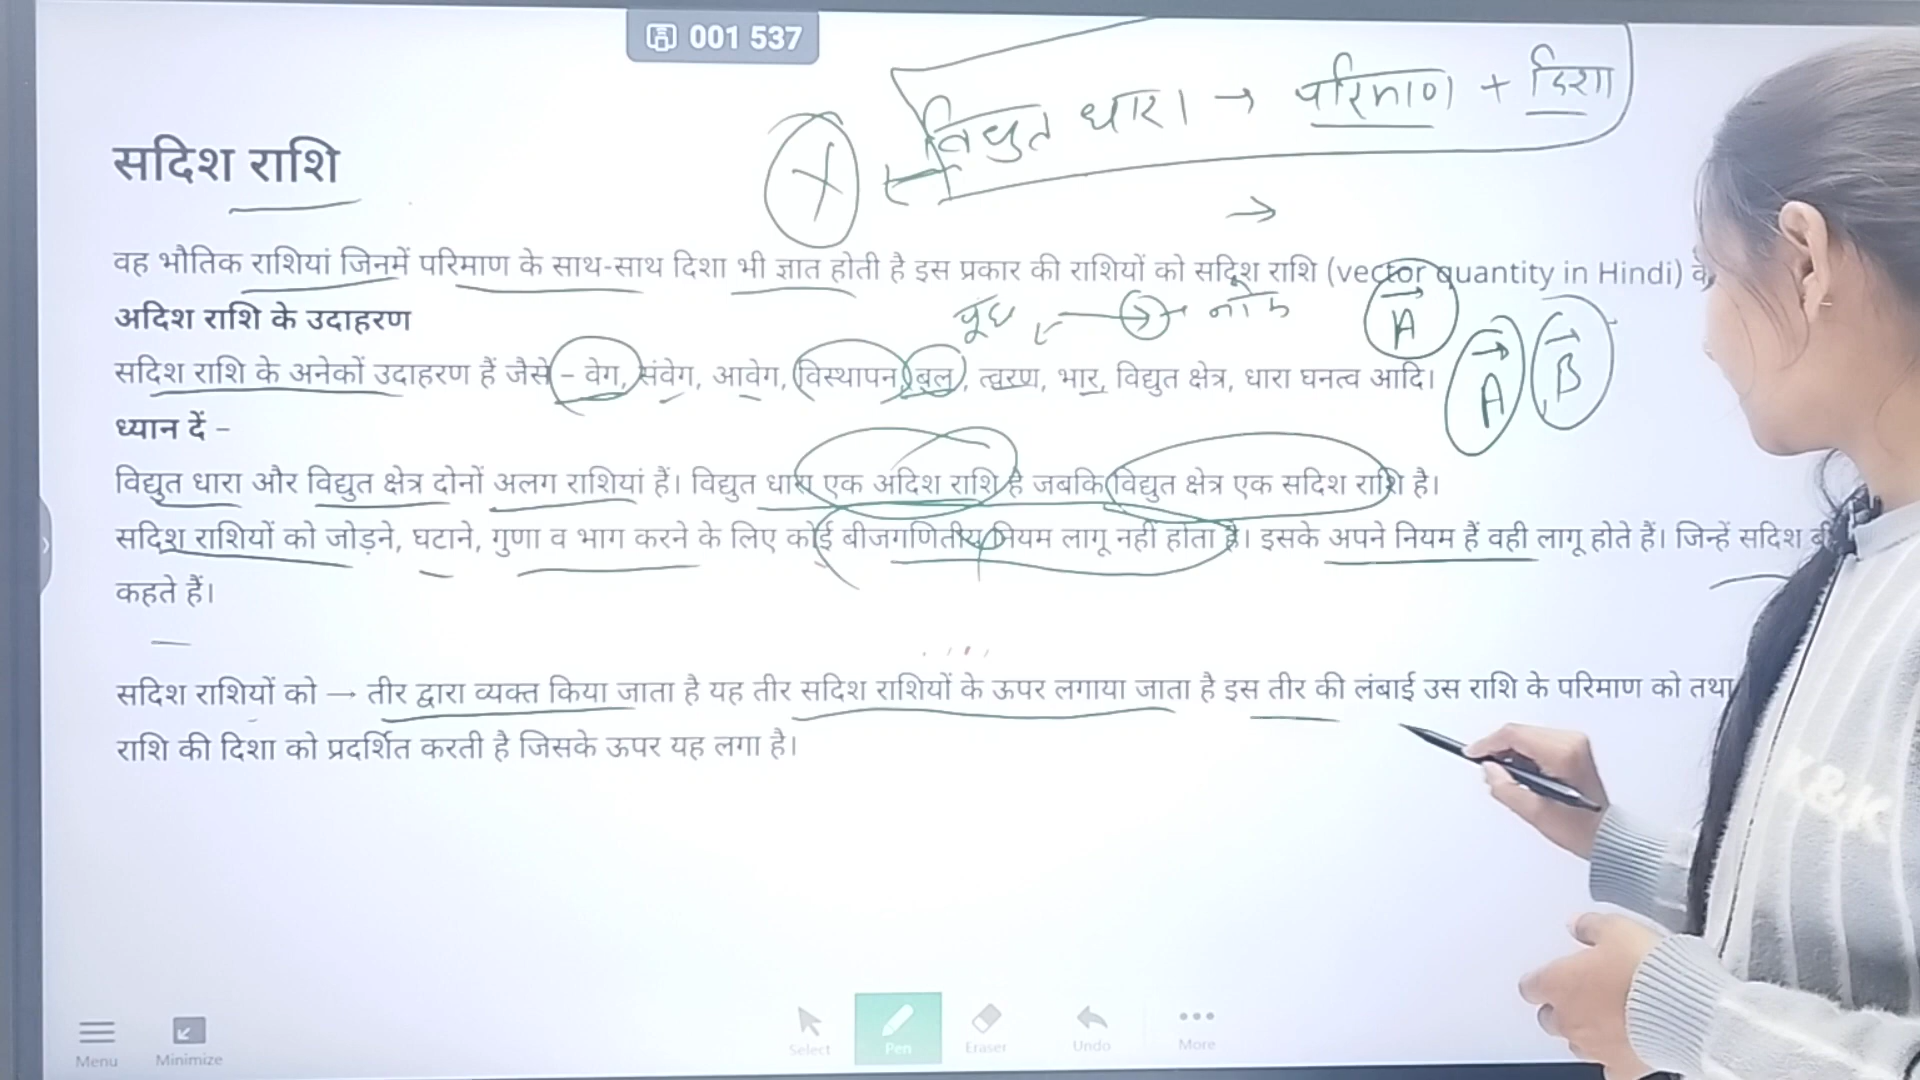 001 537
विद्युत धारा → परिमाण + दिशा
सदिश राशि
→
वह भौतिक राशियां जिनमें परिमाण के साथ-साथ दिशा भी ज्ञात होती है इस प्रकार की राशियों को सदिश राशि (vector quantity in Hindi)
अदिश राशि के उदाहरण
पूंछ → नोक
A
A B
सदिश राशि के अनेकों उदाहरण हैं जैसे – वेग, संवेग, आवेग, विस्थापन, बल, त्वरण, भार, विद्युत क्षेत्र, धारा घनत्व आदि।
ध्यान दें –
विद्युत धारा और विद्युत क्षेत्र दोनों अलग राशियां हैं। विद्युत धारा एक अदिश राशि है जबकि विद्युत क्षेत्र एक सदिश राशि है।
सदिश राशियों को जोड़ने, घटाने, गुणा व भाग करने के लिए कोई बीजगणितीय नियम लागू नहीं होता है। इसके अपने नियम हैं वही लागू होते हैं। जिन्हें सदिश
कहते हैं।
सदिश राशियों को → तीर द्वारा व्यक्त किया जाता है यह तीर सदिश राशियों के ऊपर लगाया जाता है इस तीर की लंबाई उस राशि के परिमाण को तथा
राशि की दिशा को प्रदर्शित करती है जिसके ऊपर यह लगा है।
K&K
Menu Minimize Select Pen Eraser Undo More